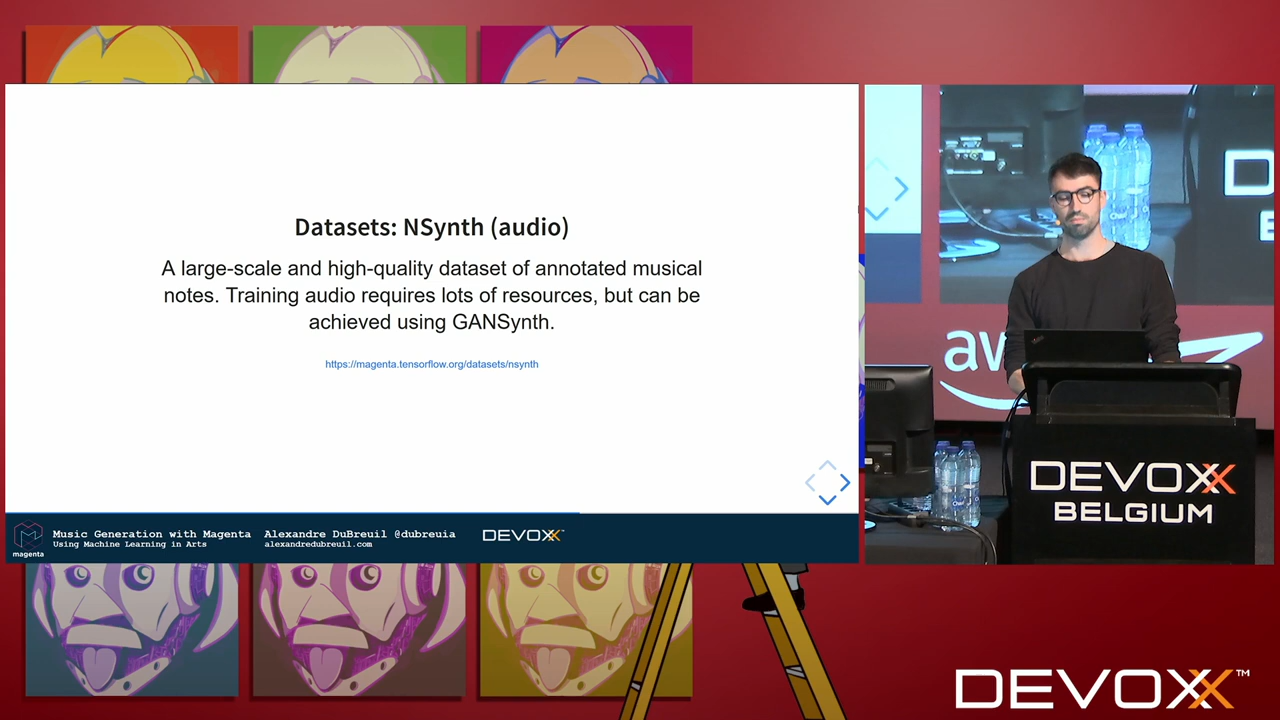 Datasets: NSynth (audio)
A large-scale and high-quality dataset of annotated musical
notes. Training audio requires lots of resources, but can be
achieved using GANSynth.
https://magenta.tensorflow.org/datasets/nsynth
magenta
Music Generation with Magenta
Using Machine Learning in Arts
Alexandre DuBreuil @dubreuia
alexandredubreuil.com
DEVOXX™
DEVOXX
BELGIUM
DEVOXX™